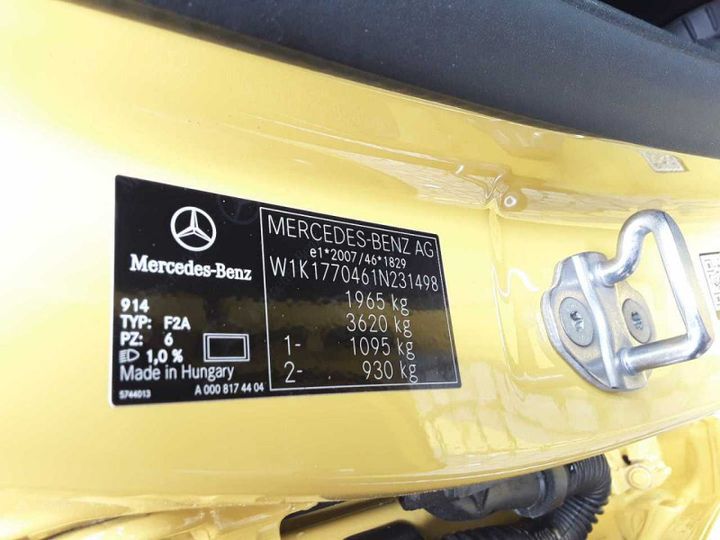 Mercedes-Benz
914
TYP: F2A
PZ: 6
1,0 %
Made in Hungary
5744013
A 000 817 44 04
MERCEDES-BENZ AG
e1*2007/46*1829
W1K1770461N231498
1965 kg
3620 kg
1- 1095 kg
2- 930 kg